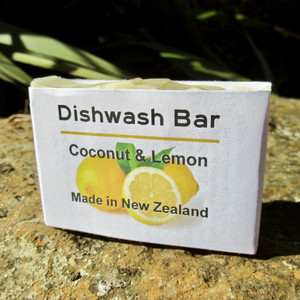 Dishwash Bar
Coconut & Lemon
Made in New Zealand